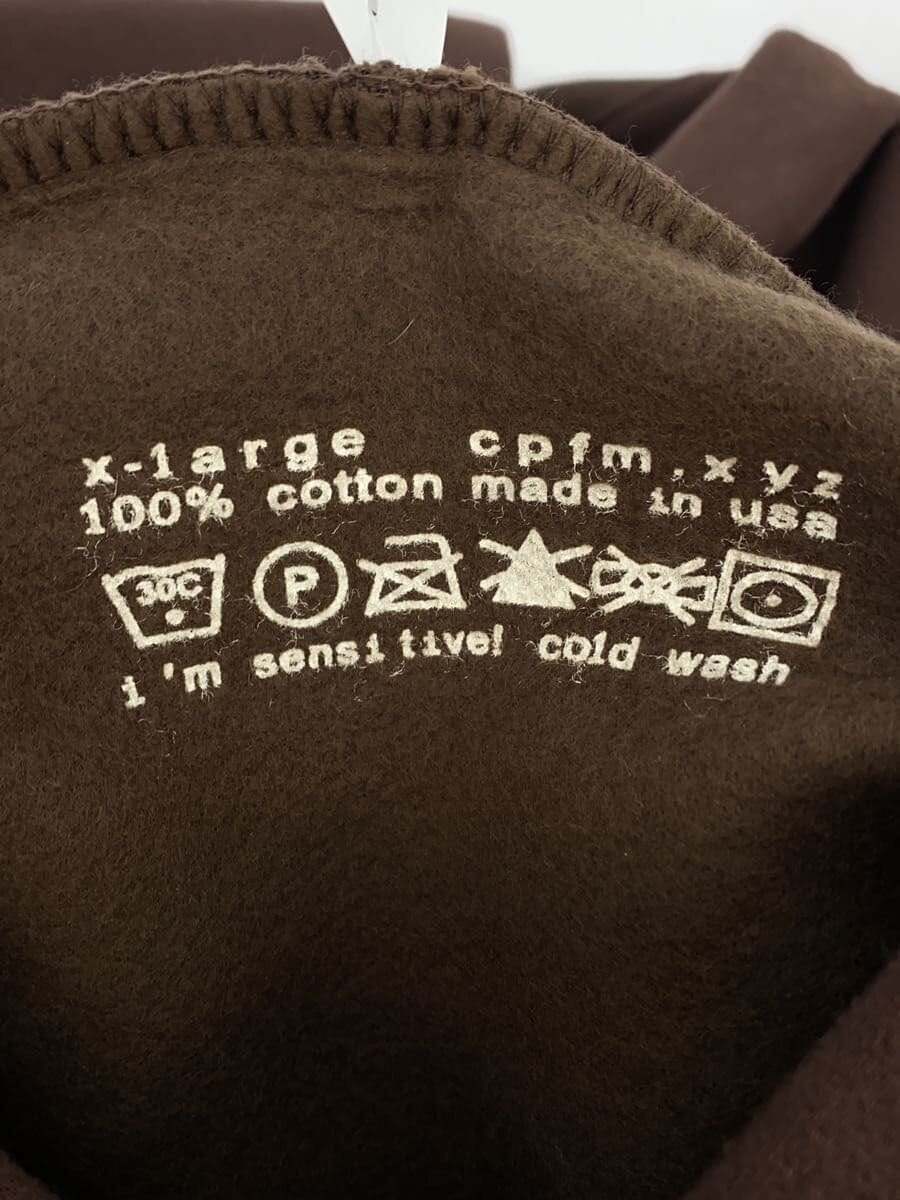 x-large cpfm.xyz
100% cotton made in usa
30C P
i'm sensitive! cold wash